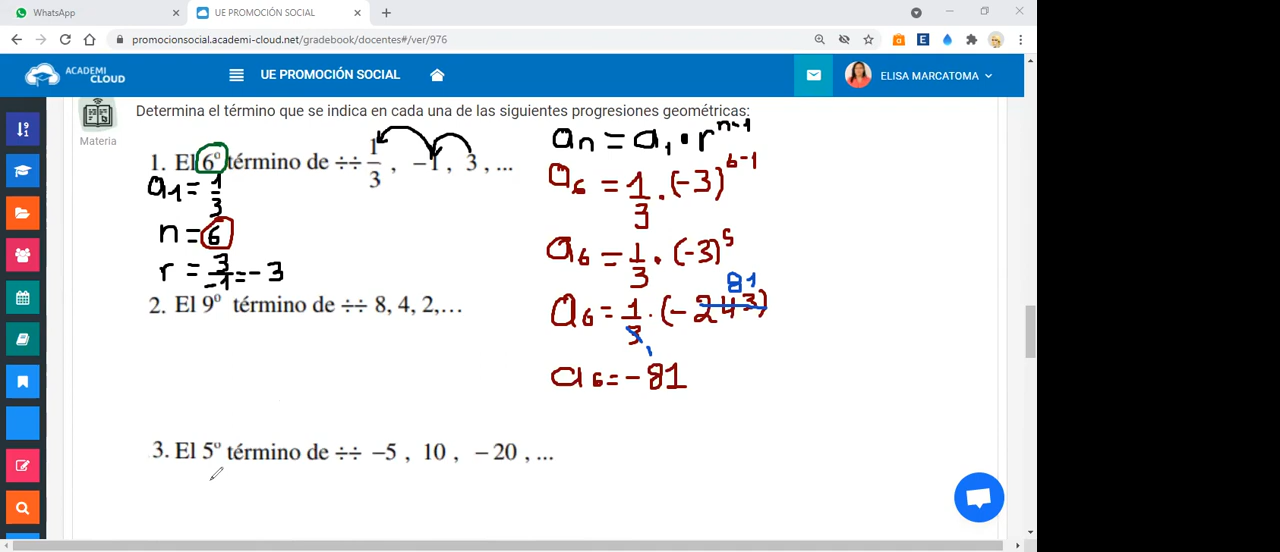 WhatsApp
UE PROMOCIÓN SOCIAL
promocionsocial.academi-cloud.net/gradebook/docentes#/ver/976
ACADEMI
CLOUD
UE PROMOCIÓN SOCIAL
ELISA MARCATOMA
Materia
Determina el término que se indica en cada una de las siguientes progresiones geométricas:
1. El 6º término de ÷÷ 1/3 , −1 , 3 , ...
a1 = 1/3
n = 6
r = 3/−1 = −3
an = a1 · r^n−1
a6 = 1/3 · (−3)^6−1
a6 = 1/3 · (−3)^5
81
a6 = 1/3 · (−243)
1
a6 = −81
2. El 9º término de ÷÷ 8, 4, 2,...
3. El 5º término de ÷÷ −5 , 10 , −20 , ...